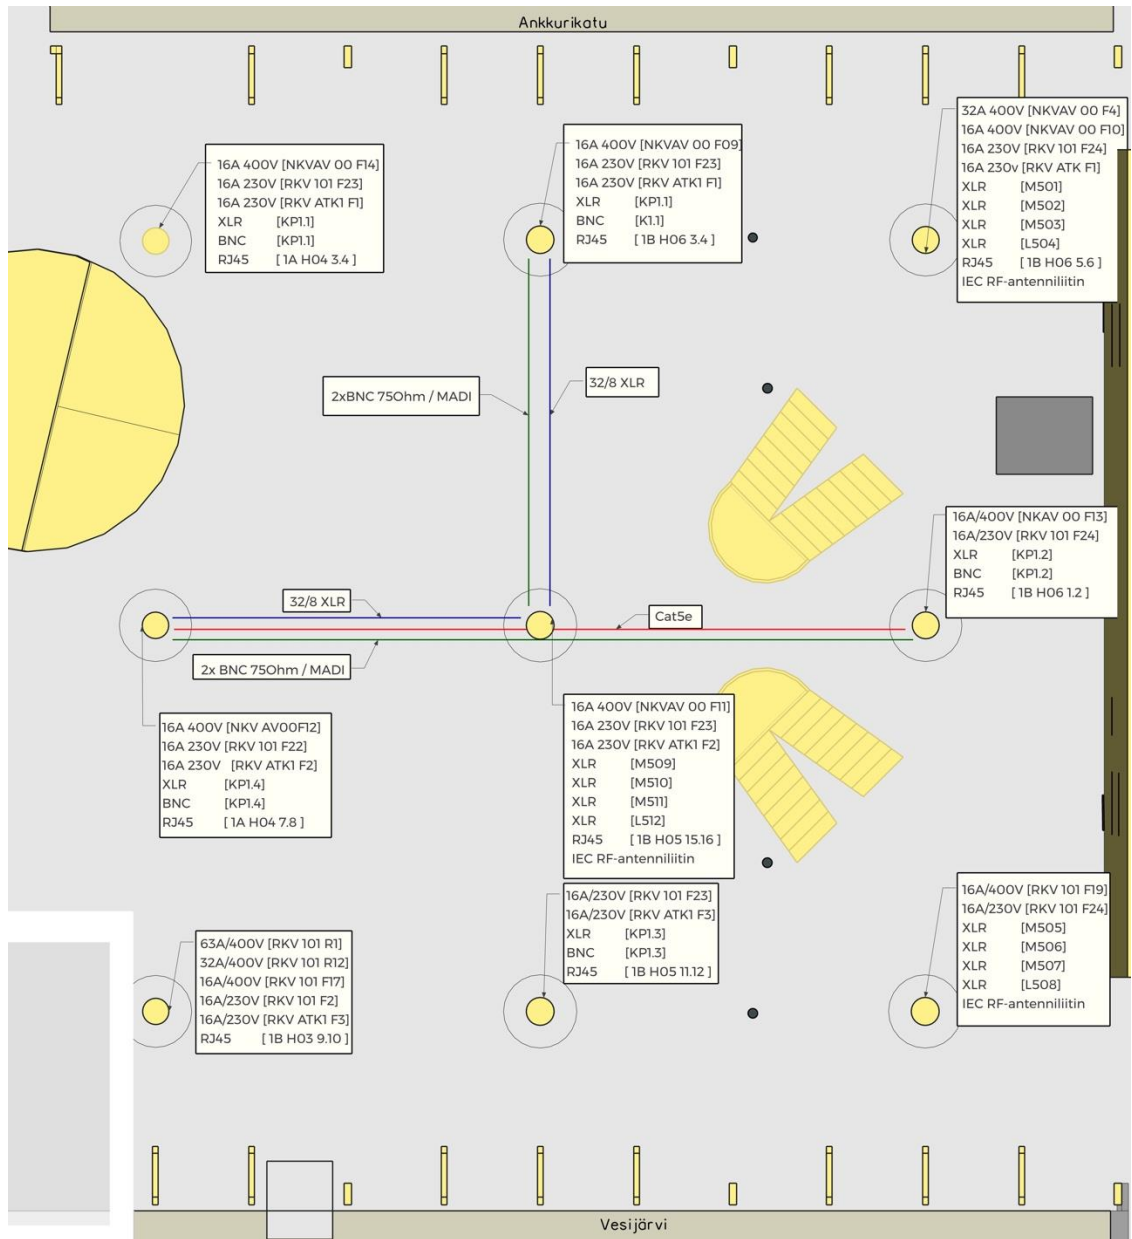 Ankkurikatu
16A 400V [NKVAV 00 F14]
16A 230V [RKV 101 F23]
16A 230V [RKV ATK1 F1]
XLR [KP1.1]
BNC [KP1.1]
RJ45 [ 1A H04 3.4 ]
16A 400V [NKVAV 00 F09]
16A 230V [RKV 101 F23]
16A 230V [RKV ATK1 F1]
XLR [KP1.1]
BNC [K1.1]
RJ45 [ 1B H06 3.4 ]
32A 400V [NKVAV 00 F4]
16A 400V [NKVAV 00 F10]
16A 230V [RKV 101 F24]
16A 230v [RKV ATK F1]
XLR [M501]
XLR [M502]
XLR [M503]
XLR [L504]
RJ45 [ 1B H06 5.6 ]
IEC RF-antenniliitin
2xBNC 75Ohm / MADI
32/8 XLR
16A/400V [NKAV 00 F13]
16A/230V [RKV 101 F24]
XLR [KP1.2]
BNC [KP1.2]
RJ45 [ 1B H06 1.2 ]
32/8 XLR
Cat5e
2x BNC 75Ohm / MADI
16A 400V [NKV AV00F12]
16A 230V [RKV 101 F22]
16A 230V [RKV ATK1 F2]
XLR [KP1.4]
BNC [KP1.4]
RJ45 [ 1A H04 7.8 ]
16A 400V [NKVAV 00 F11]
16A 230V [RKV 101 F23]
16A 230V [RKV ATK1 F2]
XLR [M509]
XLR [M510]
XLR [M511]
XLR [L512]
RJ45 [ 1B H05 15.16 ]
IEC RF-antenniliitin
63A/400V [RKV 101 R1]
32A/400V [RKV 101 R12]
16A/400V [RKV 101 F17]
16A/230V [RKV 101 F2]
16A/230V [RKV ATK1 F3]
RJ45 [ 1B H03 9.10 ]
16A/230V [RKV 101 F23]
16A/230V [RKV ATK1 F3]
XLR [KP1.3]
BNC [KP1.3]
RJ45 [ 1B H05 11.12 ]
16A/400V [RKV 101 F19]
16A/230V [RKV 101 F24]
XLR [M505]
XLR [M506]
XLR [M507]
XLR [L508]
IEC RF-antenniliitin
Vesijärvi